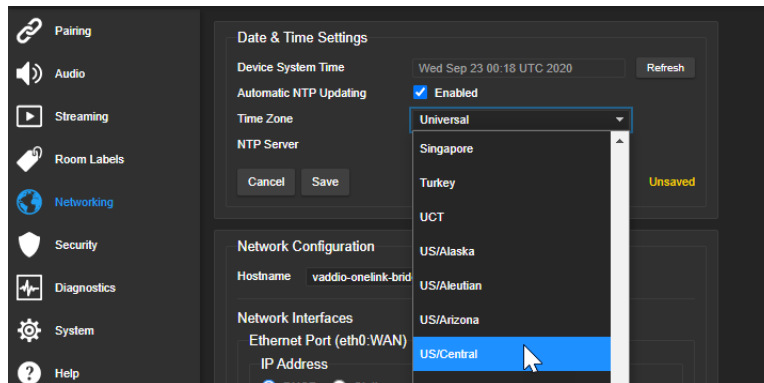 Pairing
Audio
Streaming
Room Labels
Networking
Security
Diagnostics
System
Help
Date & Time Settings
Device System Time Wed Sep 23 00:18 UTC 2020 Refresh
Automatic NTP Updating Enabled
Time Zone Universal
NTP Server
Cancel Save Unsaved
Singapore
Turkey
UCT
US/Alaska
US/Aleutian
US/Arizona
US/Central
Network Configuration
Hostname vaddio-onelink-brid
Network Interfaces
Ethernet Port (eth0:WAN)
IP Address